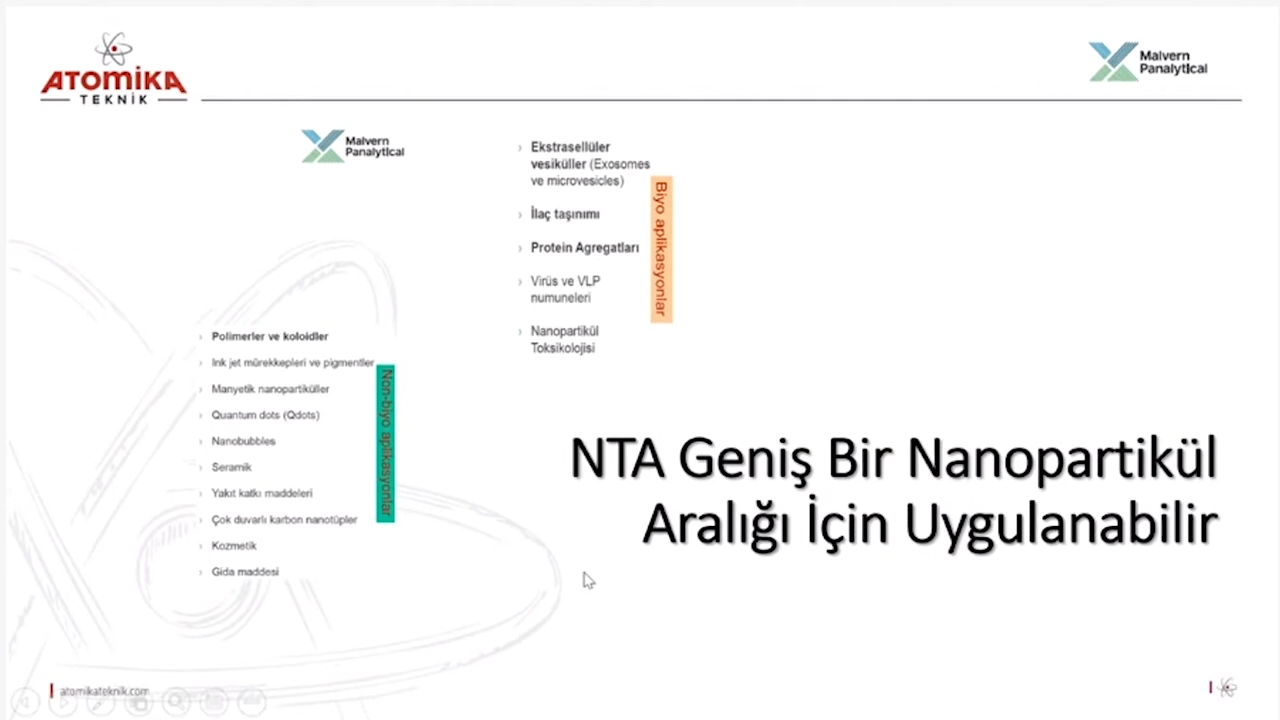 ATOMİKA
TEKNİK
Malvern
Panalytical
Malvern
Panalytical
› Ekstrasellüler
vesiküller (Exosomes
ve microvesicles)
› İlaç taşınımı
› Protein Agregatları
› Virüs ve VLP
numuneleri
› Nanopartikül
Toksikolojisi
Biyo aplikasyonlar
› Polimerler ve koloidler
› Ink jet mürekkepleri ve pigmentler
› Manyetik nanopartiküller
› Quantum dots (Qdots)
› Nanobubbles
› Seramik
› Yakıt katkı maddeleri
› Çok duvarlı karbon nanotüpler
› Kozmetik
› Gida maddesi
Non-biyo aplikasyonlar
NTA Geniş Bir Nanopartikül
Aralığı İçin Uygulanabilir
atomikateknik.com